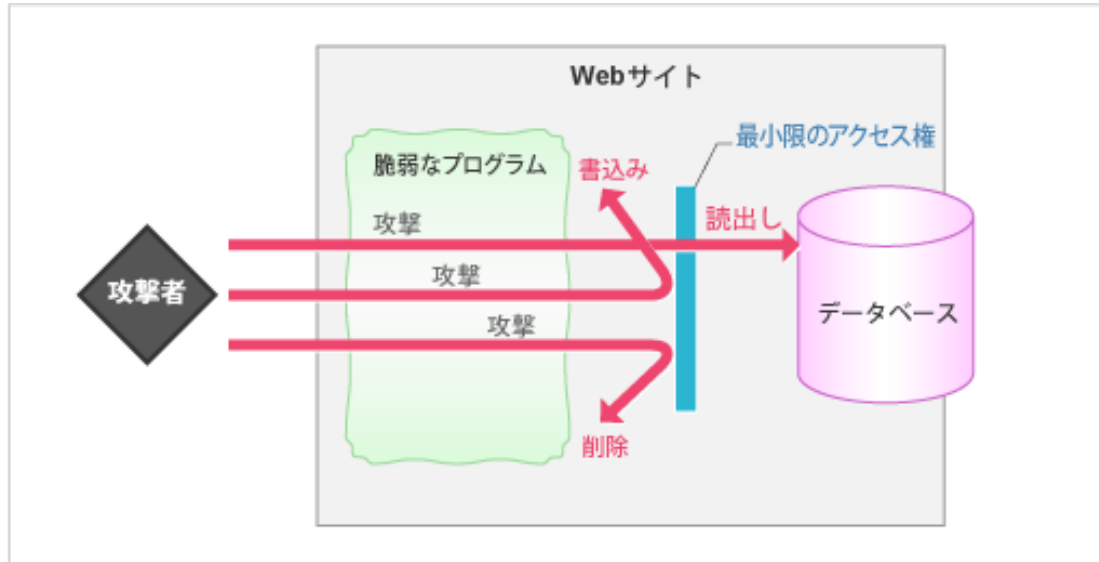 Webサイト
最小限のアクセス権
脆弱なプログラム
書込み
攻撃
読出し
攻撃
攻撃者
攻撃
データベース
削除